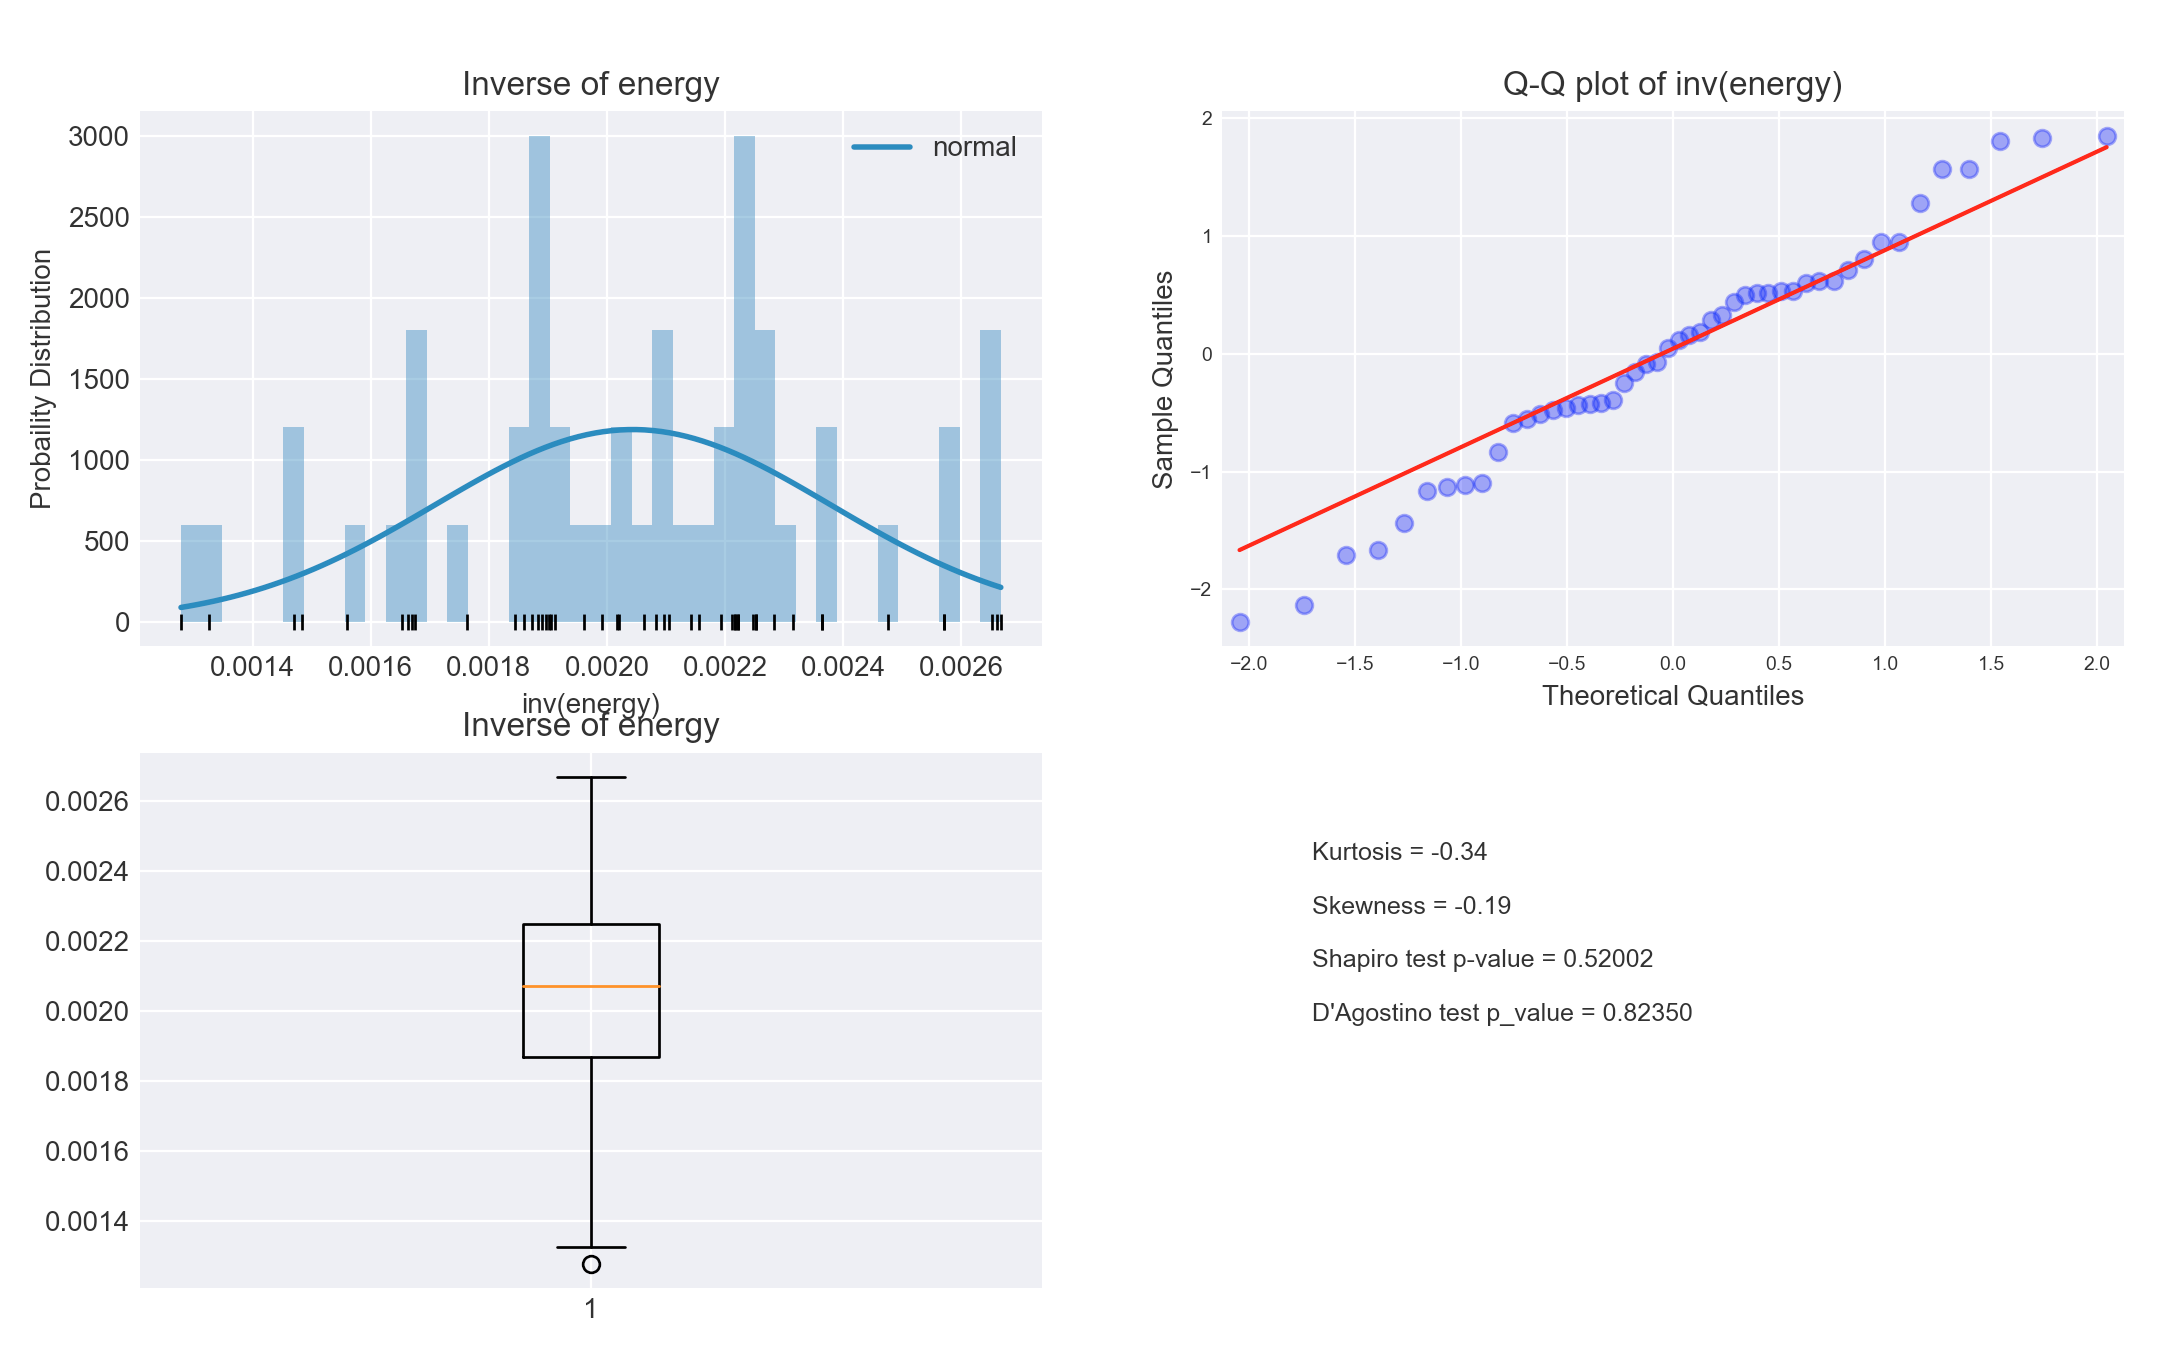 Inverse of energy
3000
2500
2000
1500
1000
500
0
Probaility Distribution
normal
0.0014 0.0016 0.0018 0.0020 0.0022 0.0024 0.0026
inv(energy)
Q-Q plot of inv(energy)
2
1
0
−1
−2
Sample Quantiles
−2.0 −1.5 −1.0 −0.5 0.0 0.5 1.0 1.5 2.0
Theoretical Quantiles
Inverse of energy
0.0026
0.0024
0.0022
0.0020
0.0018
0.0016
0.0014
1
Kurtosis = -0.34
Skewness = -0.19
Shapiro test p-value = 0.52002
D'Agostino test p_value = 0.82350